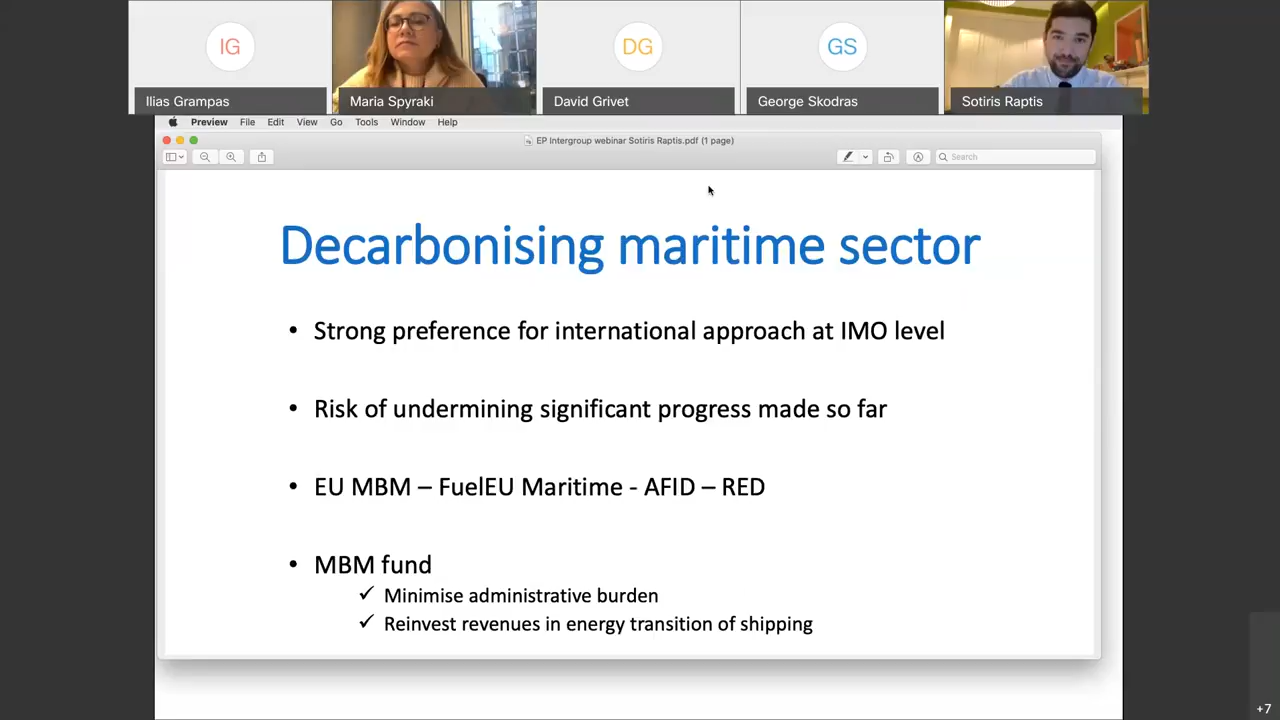 IG
DG
GS
Ilias Grampas
Maria Spyraki
David Grivet
George Skodras
Sotiris Raptis
Preview File Edit View Go Tools Window Help
EP Intergroup webinar Sotiris Raptis.pdf (1 page)
Search
Decarbonising maritime sector
• Strong preference for international approach at IMO level
• Risk of undermining significant progress made so far
• EU MBM – FuelEU Maritime - AFID – RED
• MBM fund
✓ Minimise administrative burden
✓ Reinvest revenues in energy transition of shipping
+7